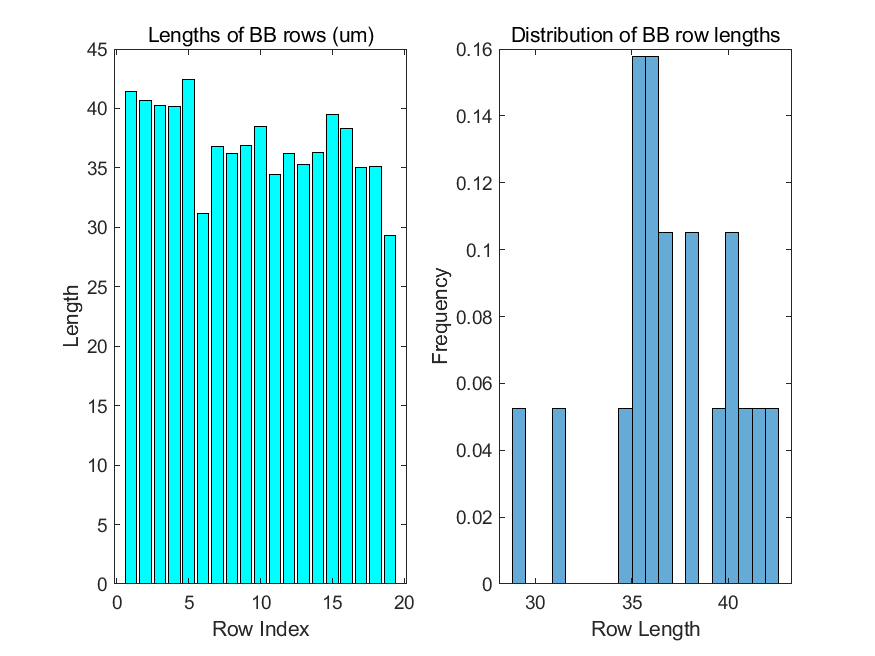 Lengths of BB rows (um)
45
40
35
30
25
20
15
10
5
0
Length
0 5 10 15 20
Row Index
Distribution of BB row lengths
0.16
0.14
0.12
0.1
0.08
0.06
0.04
0.02
0
Frequency
30 35 40
Row Length